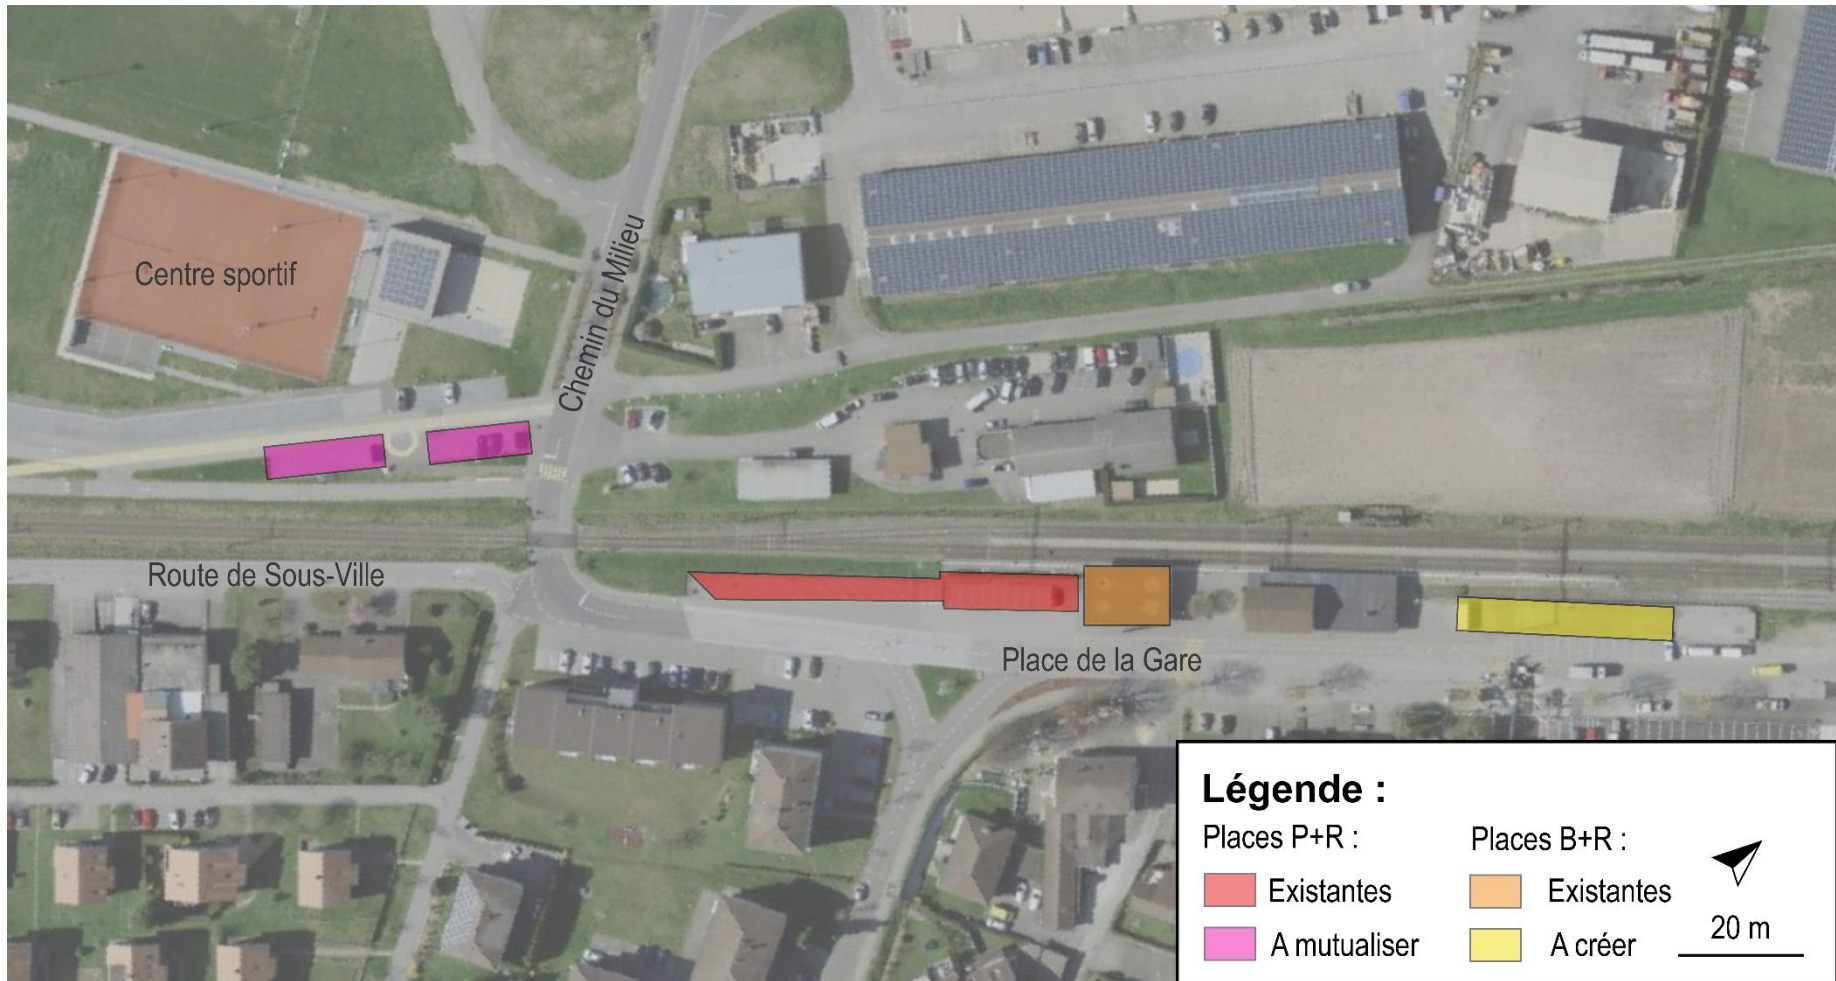 Centre sportif
Chemin du Milieu
Route de Sous-Ville
Place de la Gare
Légende :
Places P+R :
Existantes
A mutualiser
Places B+R :
Existantes
A créer
20 m